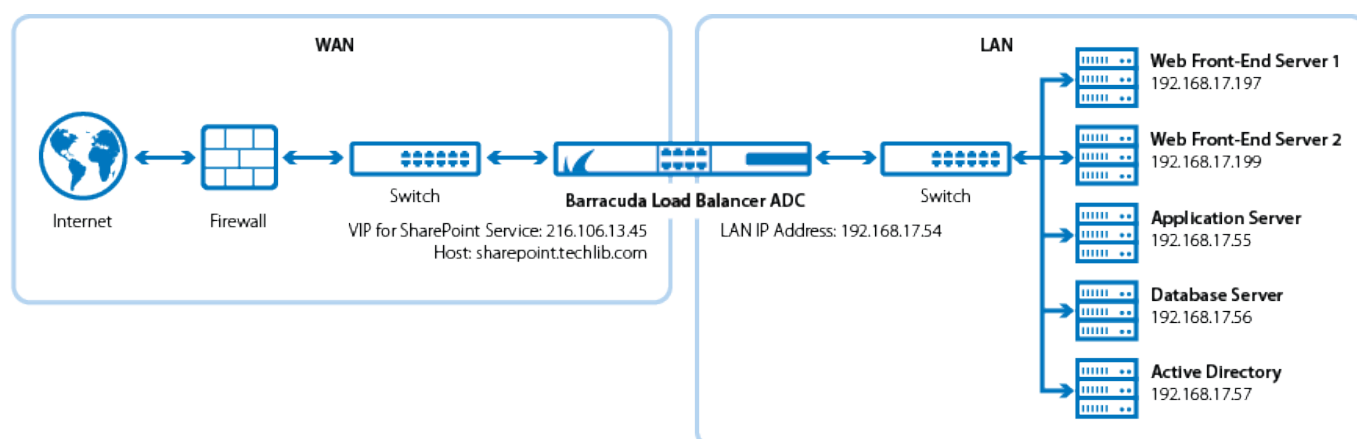 WAN
LAN
Internet
Firewall
Switch
VIP for SharePoint Service: 216.106.13.45
Host: sharepoint.techlib.com
Barracuda Load Balancer ADC
LAN IP Address: 192.168.17.54
Switch
Web Front-End Server 1
192.168.17.197
Web Front-End Server 2
192.168.17.199
Application Server
192.168.17.55
Database Server
192.168.17.56
Active Directory
192.168.17.57